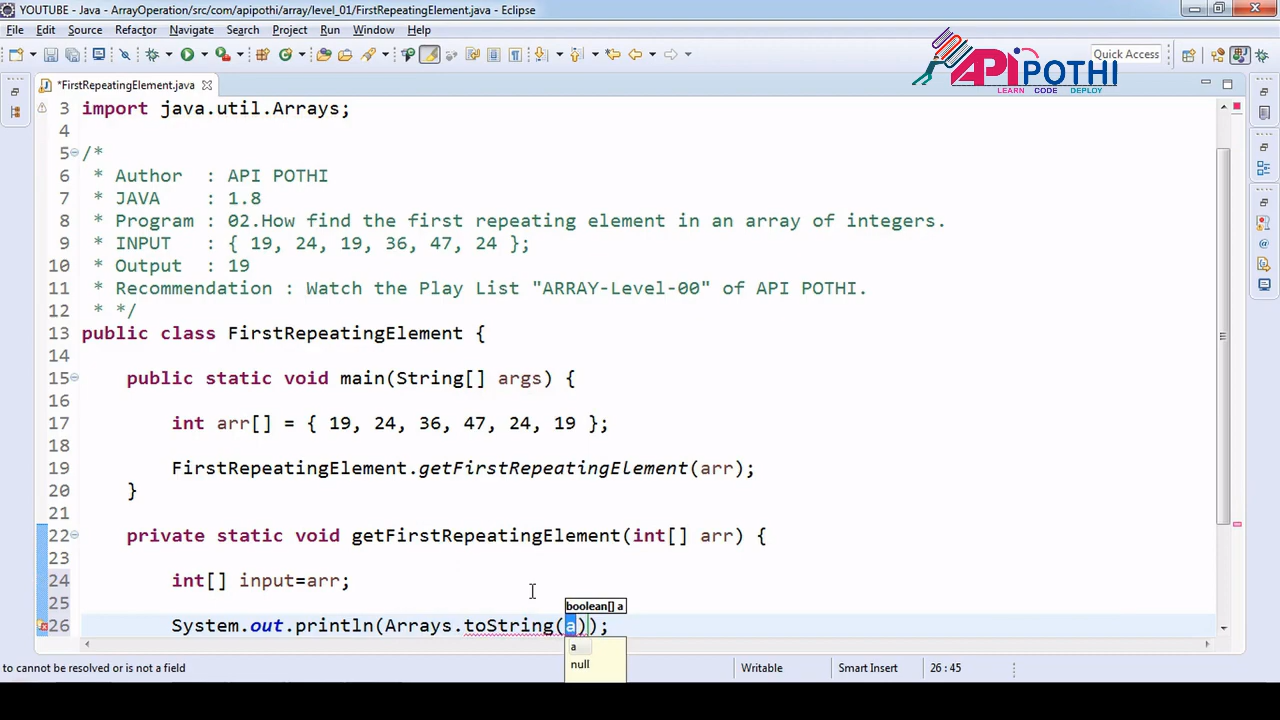 YOUTUBE - Java - ArrayOperation/src/com/apipothi/array/level_01/FirstRepeatingElement.java - Eclipse
File Edit Source Refactor Navigate Search Project Run Window Help
Quick Access
APIPOTHI
LEARN CODE DEPLOY
*FirstRepeatingElement.java
3 import java.util.Arrays;
4
5 /*
6 * Author : API POTHI
7 * JAVA : 1.8
8 * Program : 02.How find the first repeating element in an array of integers.
9 * INPUT : { 19, 24, 19, 36, 47, 24 };
10 * Output : 19
11 * Recommendation : Watch the Play List "ARRAY-Level-00" of API POTHI.
12 * */
13 public class FirstRepeatingElement {
14
15 public static void main(String[] args) {
16
17 int arr[] = { 19, 24, 36, 47, 24, 19 };
18
19 FirstRepeatingElement.getFirstRepeatingElement(arr);
20 }
21
22 private static void getFirstRepeatingElement(int[] arr) {
23
24 int[] input=arr;
25
boolean[] a
26 System.out.println(Arrays.toString(a));
a
null
to cannot be resolved or is not a field
Writable
Smart Insert
26 : 45